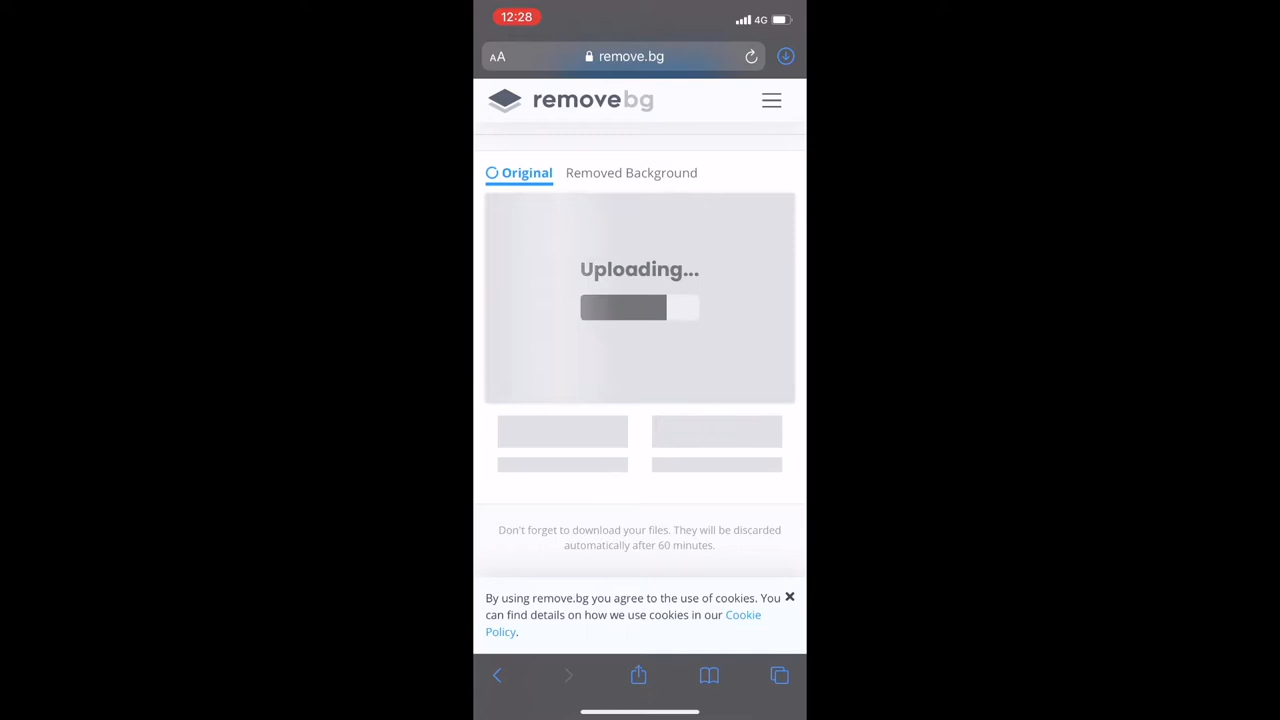 12:28
4G
AA
remove.bg
removebg
Original
Removed Background
Uploading...
Don't forget to download your files. They will be discarded
automatically after 60 minutes.
By using remove.bg you agree to the use of cookies. You
can find details on how we use cookies in our Cookie
Policy.